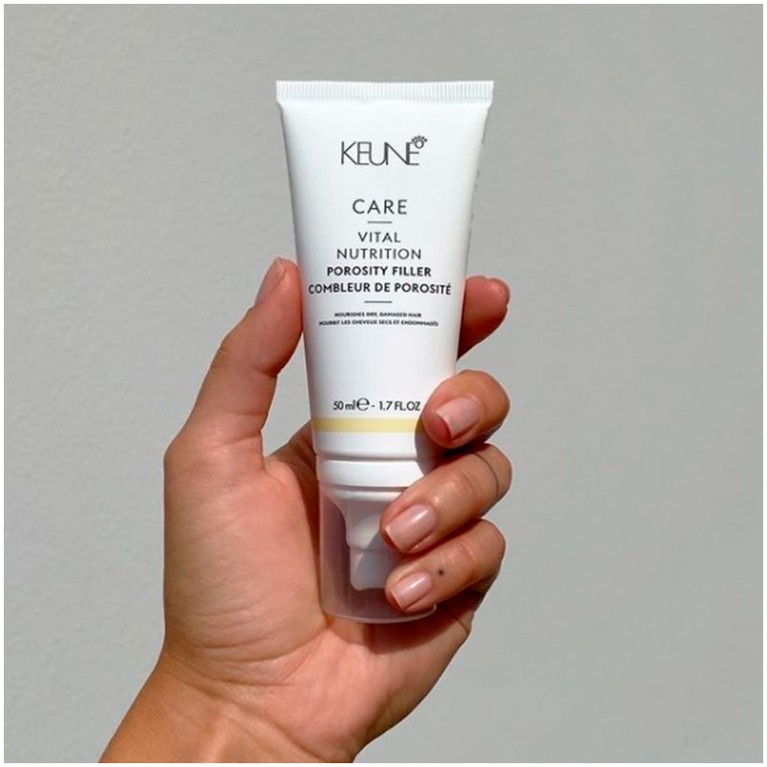 KEUNE
CARE
VITAL
NUTRITION
POROSITY FILLER
COMBLEUR DE POROSITÉ
NOURISHES DRY, DAMAGED HAIR
NOURRIT LES CHEVEUX SECS ET ENDOMMAGÉS
50 ml℮ - 1.7 FL.OZ